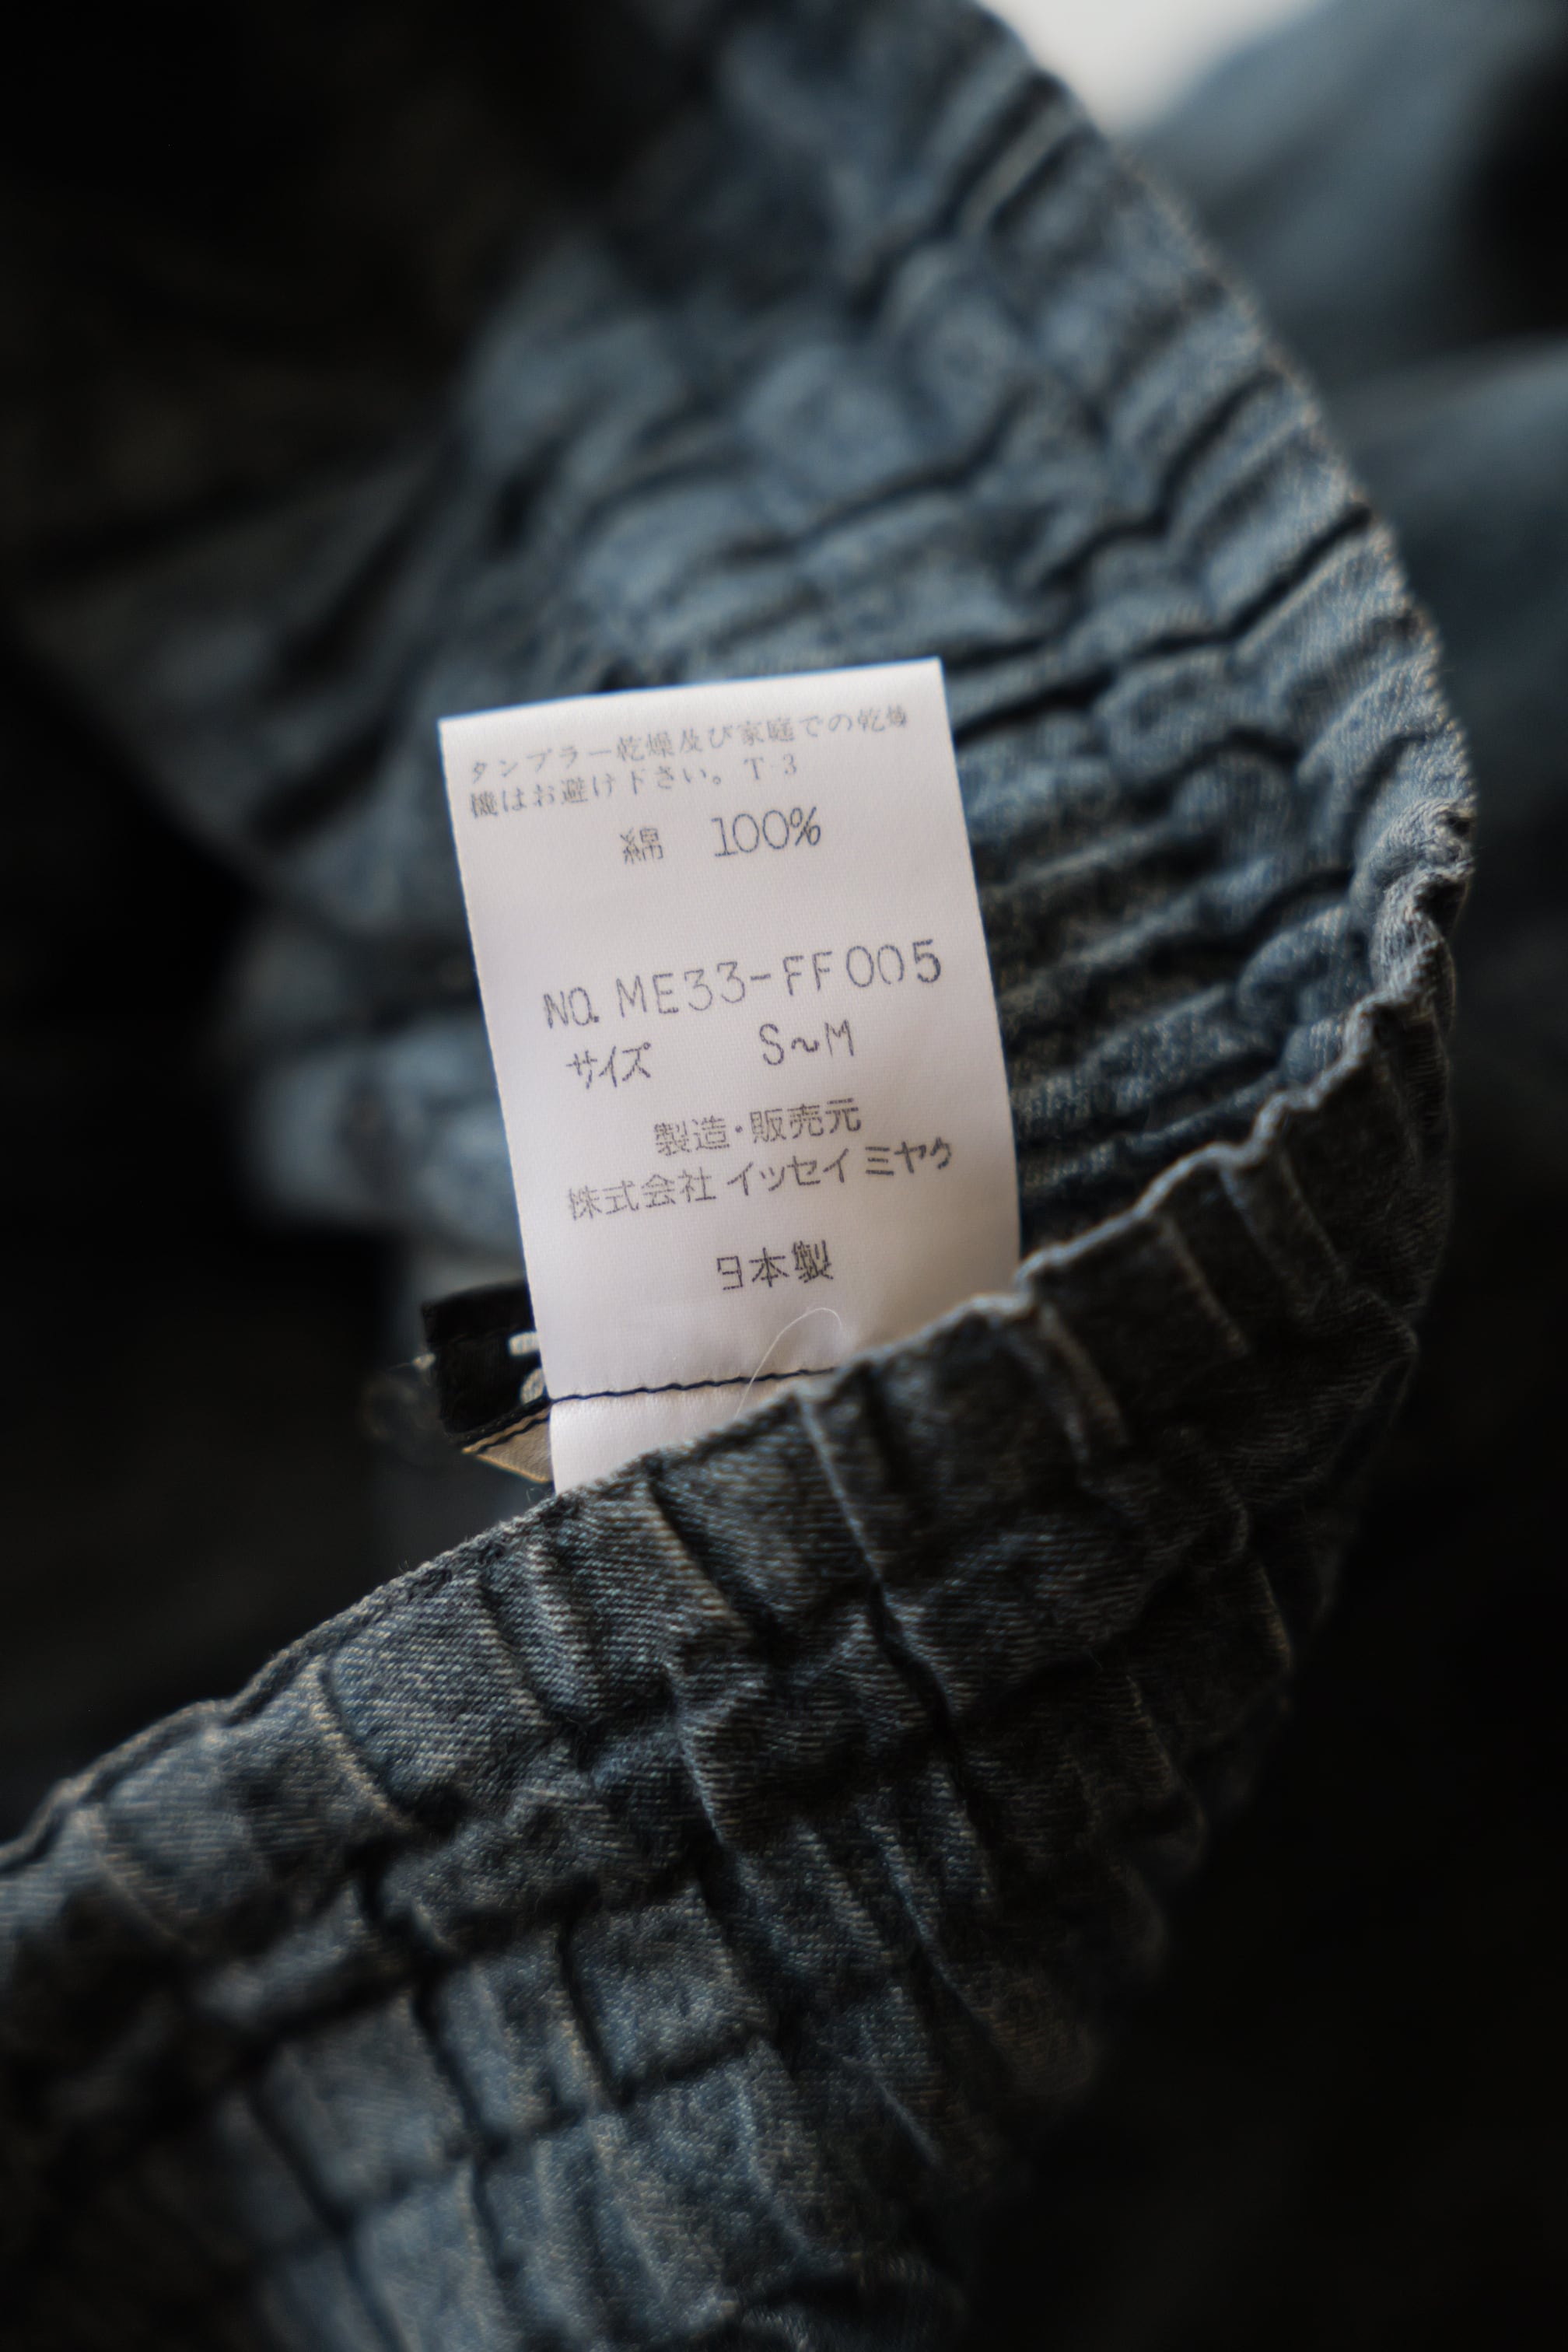 タンブラー乾燥及び家庭での乾燥
機はお避け下さい。T-3
綿 100%
NO. ME33-FF005
サイズ S~M
製造・販売元
株式会社 イッセイ ミヤク
日本製